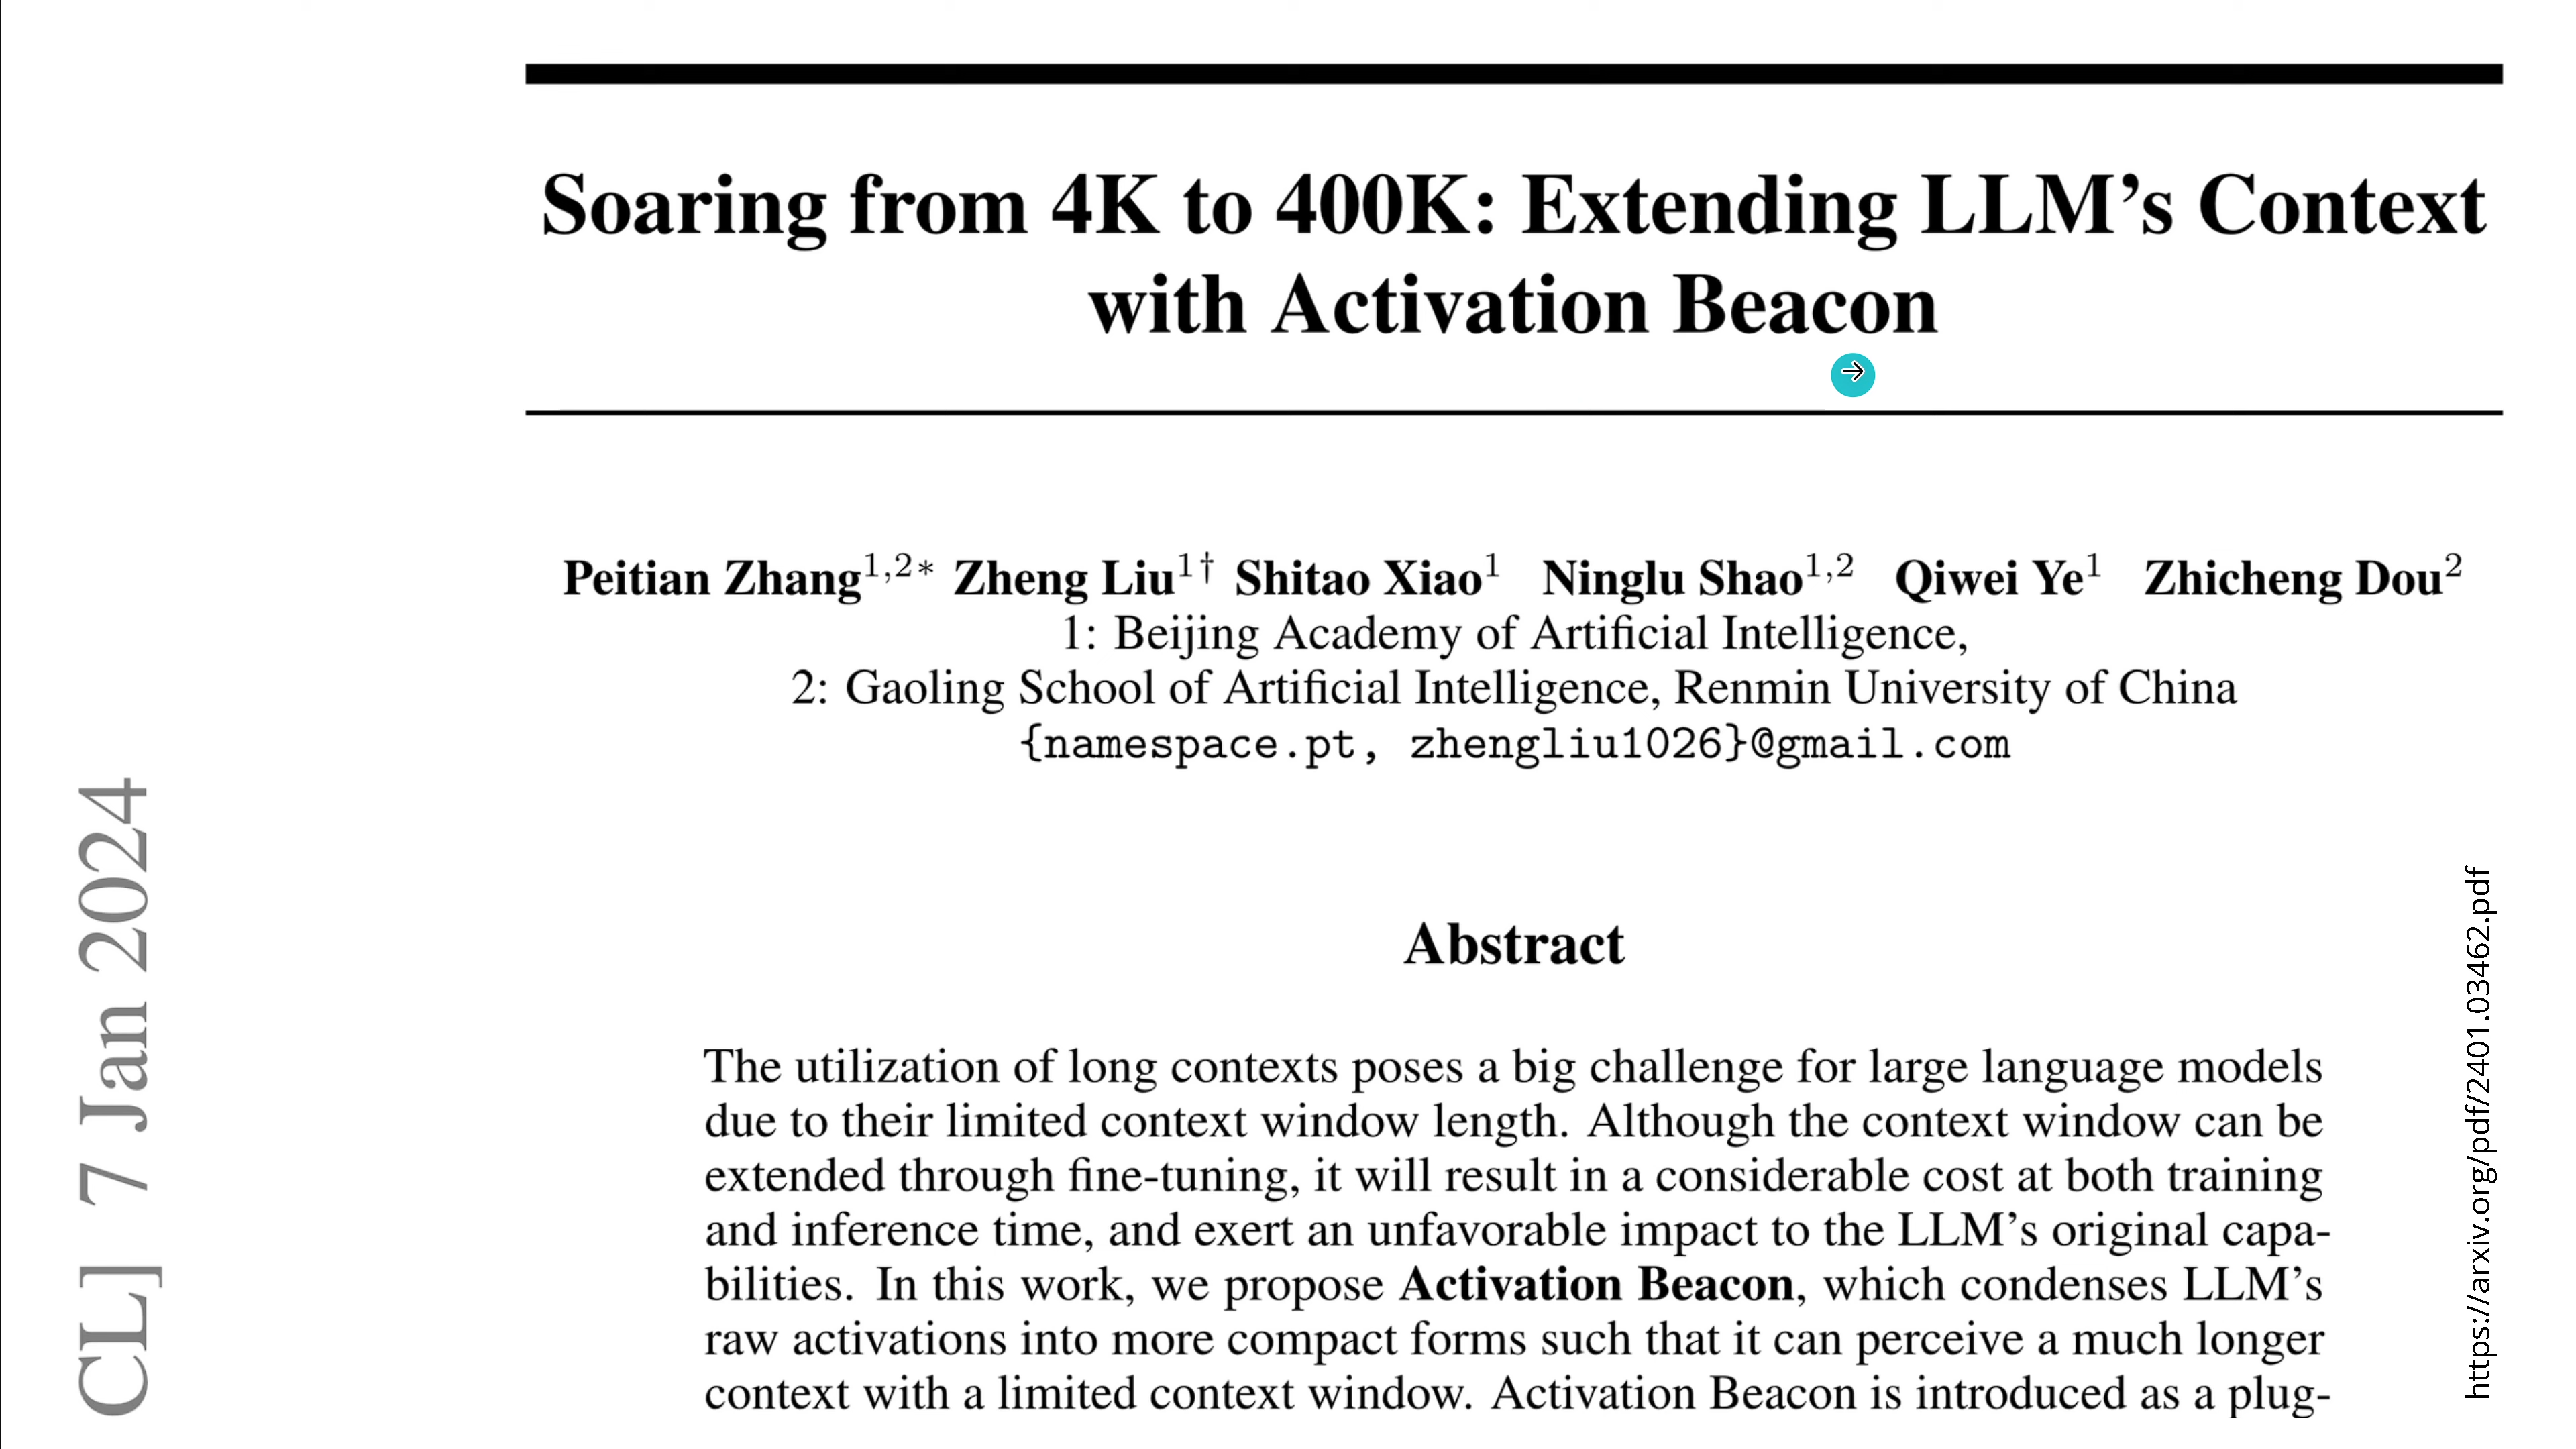 Soaring from 4K to 400K: Extending LLM's Context
with Activation Beacon
Peitian Zhang1,2* Zheng Liu1† Shitao Xiao1 Ninglu Shao1,2 Qiwei Ye1 Zhicheng Dou2
1: Beijing Academy of Artificial Intelligence,
2: Gaoling School of Artificial Intelligence, Renmin University of China
{namespace.pt, zhengliu1026}@gmail.com
Abstract
The utilization of long contexts poses a big challenge for large language models
due to their limited context window length. Although the context window can be
extended through fine-tuning, it will result in a considerable cost at both training
and inference time, and exert an unfavorable impact to the LLM's original capa-
bilities. In this work, we propose Activation Beacon, which condenses LLM's
raw activations into more compact forms such that it can perceive a much longer
context with a limited context window. Activation Beacon is introduced as a plug-
CL] 7 Jan 2024
https://arxiv.org/pdf/2401.03462.pdf